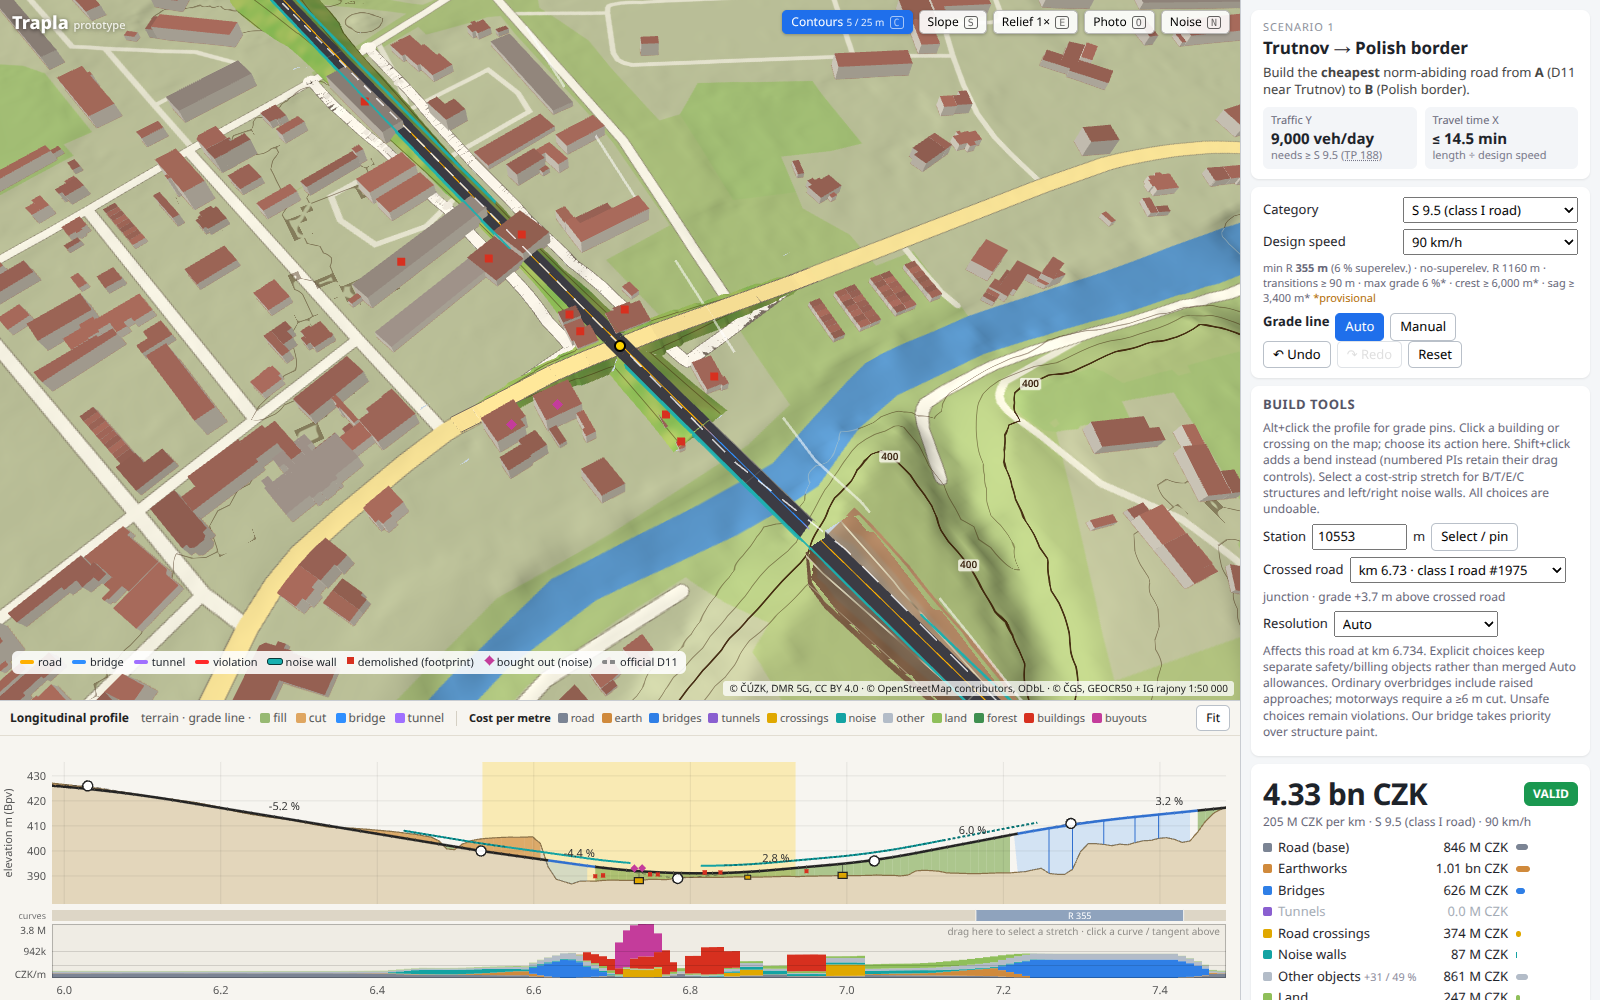 Trapla prototype
Contours 5 / 25 m C
Slope S
Relief 1× E
Photo O
Noise N
400
400
400
road
bridge
tunnel
violation
noise wall
demolished (footprint)
bought out (noise)
official D11
© ČÚZK, DMR 5G, CC BY 4.0 · © OpenStreetMap contributors, ODbL · © ČGS, GEOCR50 + IG rajony 1:50 000
Longitudinal profile
terrain · grade line · fill cut bridge tunnel
Cost per metre road earth bridges tunnels crossings noise other land forest buildings buyouts
Fit
elevation m (Bpv)
430
420
410
400
390
-5.2 %
-4.4 %
2.8 %
6.0 %
3.2 %
curves
R 355
3.8 M
942k
CZK/m
drag here to select a stretch · click a curve / tangent above
6.0 6.2 6.4 6.6 6.8 7.0 7.2 7.4
SCENARIO 1
Trutnov → Polish border
Build the cheapest norm-abiding road from A (D11
near Trutnov) to B (Polish border).
Traffic Y
9,000 veh/day
needs ≥ S 9.5 (TP 188)
Travel time X
≤ 14.5 min
length ÷ design speed
Category S 9.5 (class I road)
Design speed 90 km/h
min R 355 m (6 % superelev.) · no-superelev. R 1160 m ·
transitions ≥ 90 m · max grade 6 %* · crest ≥ 6,000 m* · sag ≥
3,400 m* *provisional
Grade line Auto Manual
↶ Undo ↷ Redo Reset
BUILD TOOLS
Alt+click the profile for grade pins. Click a building or
crossing on the map; choose its action here. Shift+click
adds a bend instead (numbered PIs retain their drag
controls). Select a cost-strip stretch for B/T/E/C
structures and left/right noise walls. All choices are
undoable.
Station 10553 m Select / pin
Crossed road km 6.73 · class I road #1975
junction · grade +3.7 m above crossed road
Resolution Auto
Affects this road at km 6.734. Explicit choices keep
separate safety/billing objects rather than merged Auto
allowances. Ordinary overbridges include raised
approaches; motorways require a ≥6 m cut. Unsafe
choices remain violations. Our bridge takes priority
over structure paint.
4.33 bn CZK VALID
205 M CZK per km · S 9.5 (class I road) · 90 km/h
Road (base) 846 M CZK
Earthworks 1.01 bn CZK
Bridges 626 M CZK
Tunnels 0.0 M CZK
Road crossings 374 M CZK
Noise walls 87 M CZK
Other objects +31 / 49 % 861 M CZK
Land 247 M CZK